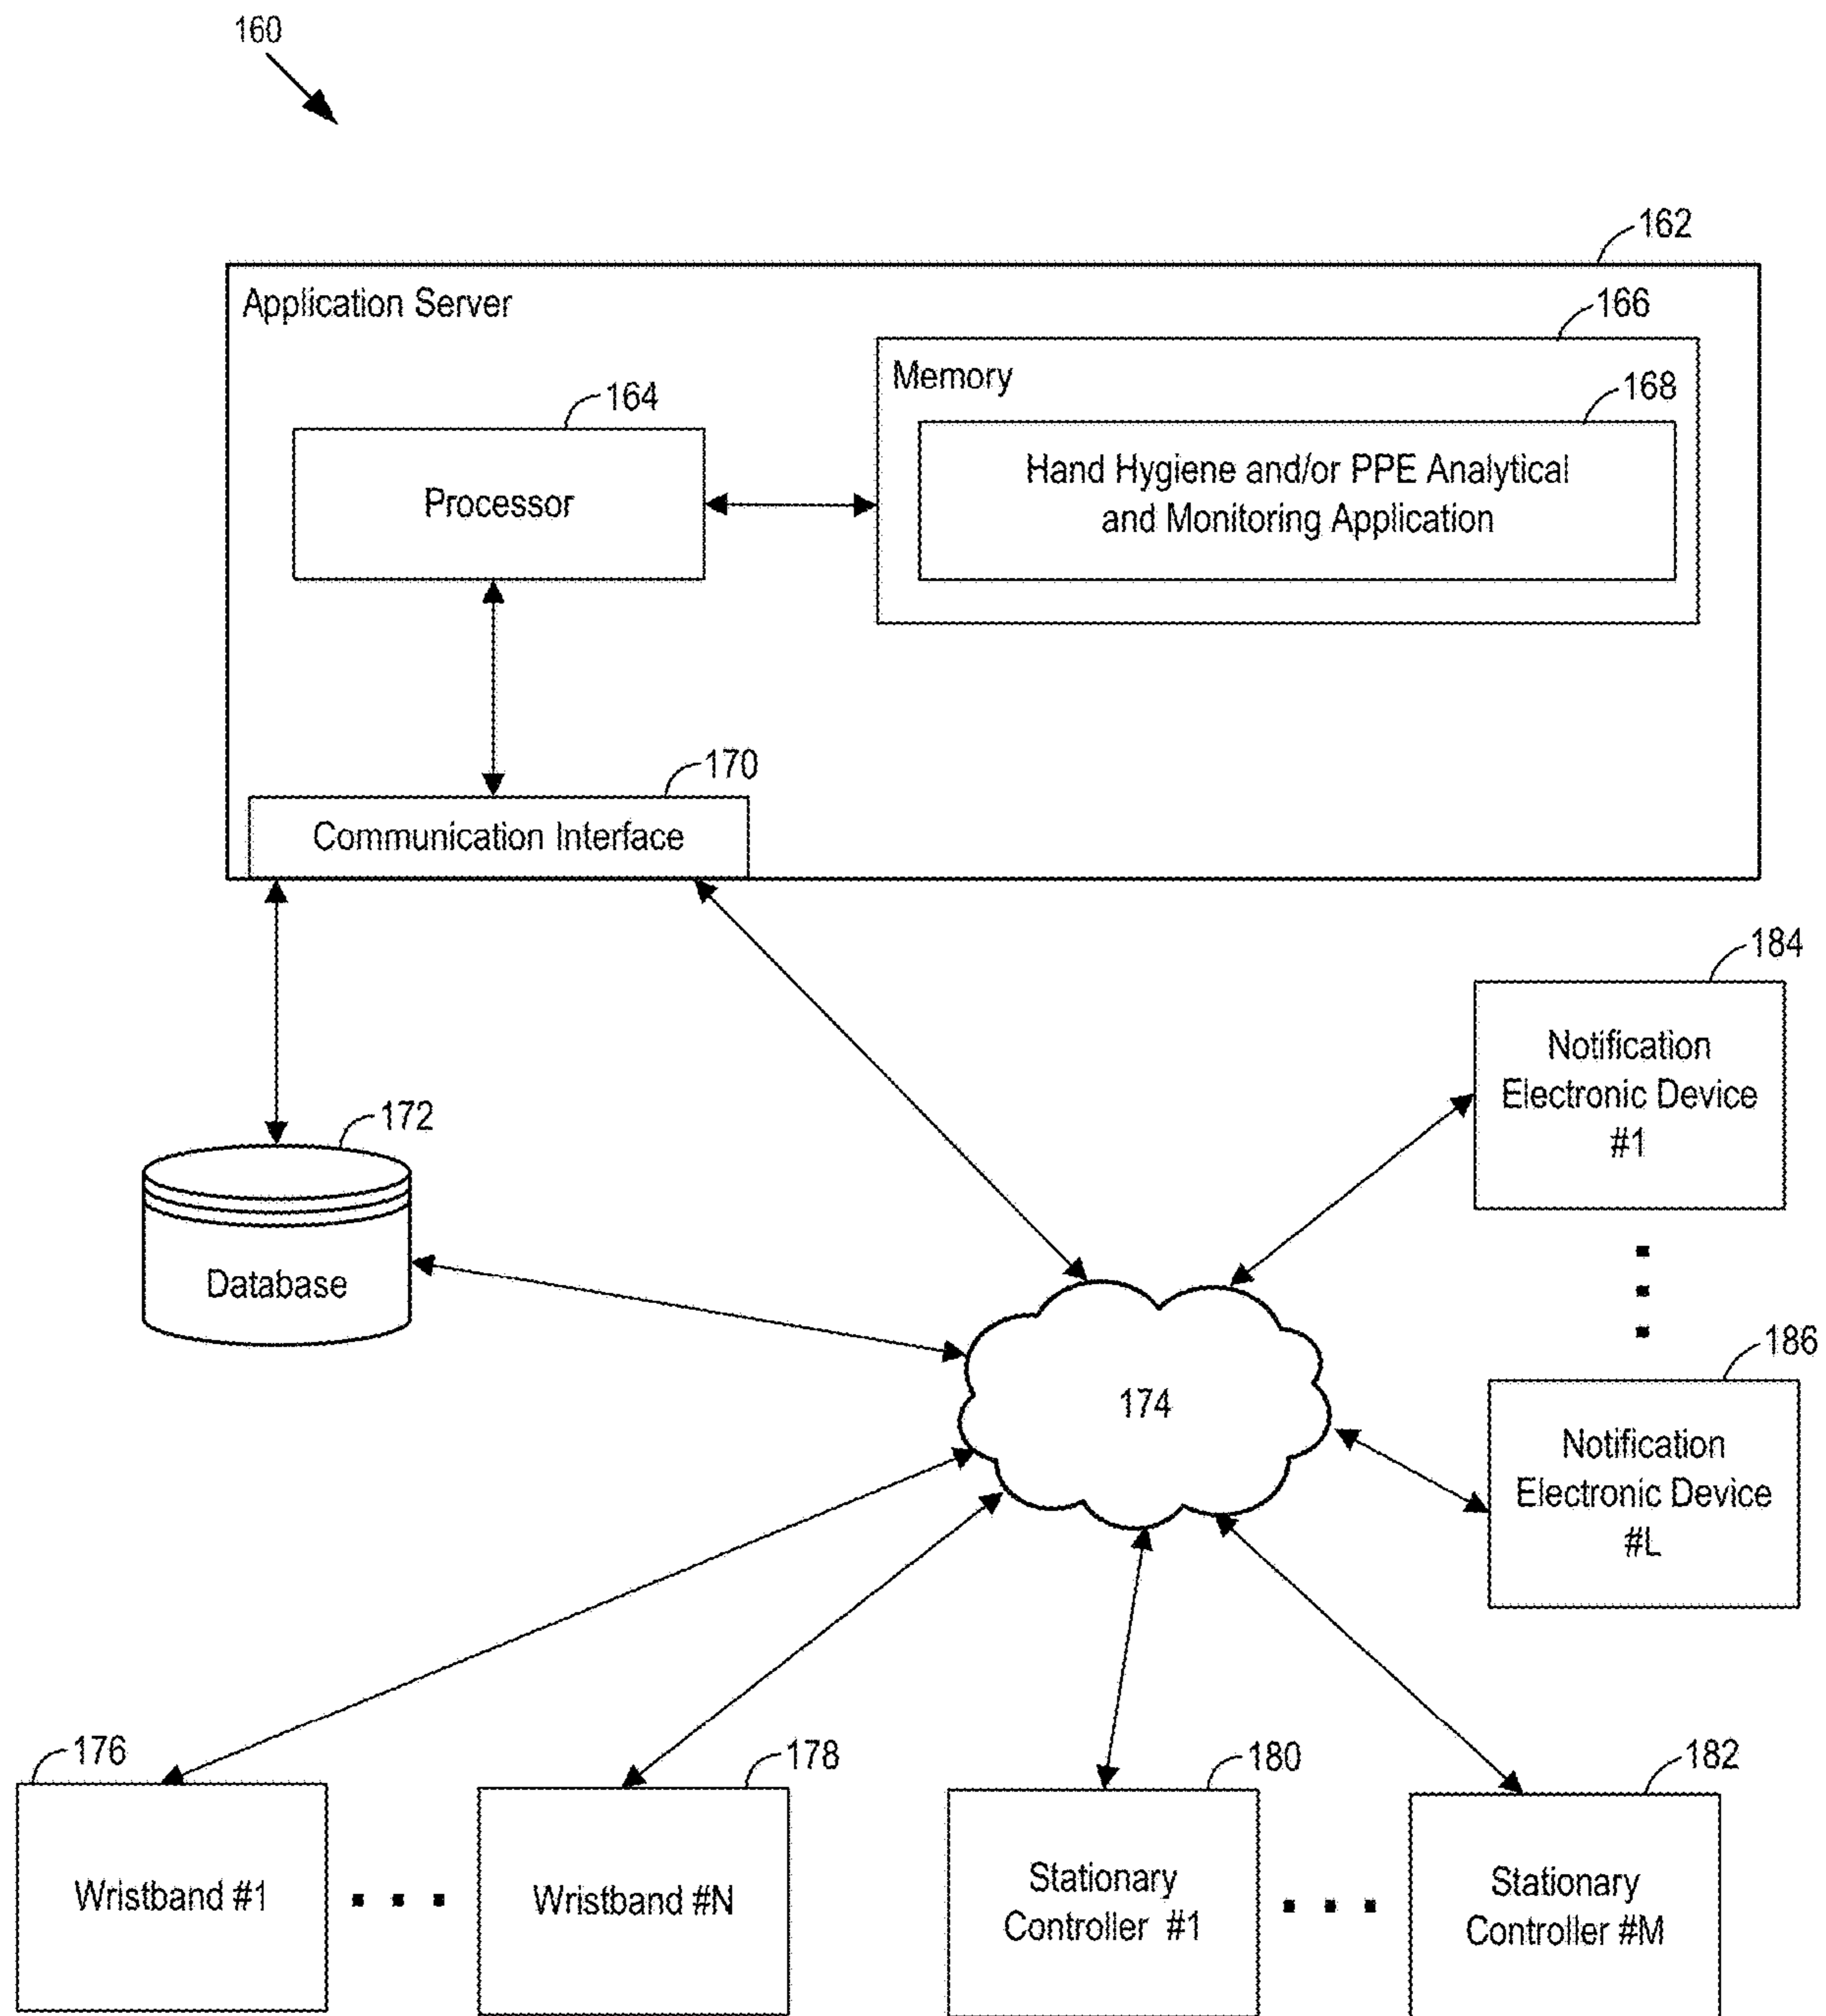 160
162
Application Server
166
Memory
168
164
Hand Hygiene and/or PPE Analytical
and Monitoring Application
Processor
170
Communication Interface
184
Notification
Electronic Device
#1
172
Database
174
186
Notification
Electronic Device
#L
176
178
180
182
Wristband #1
Wristband #N
Stationary
Controller #1
Stationary
Controller #M